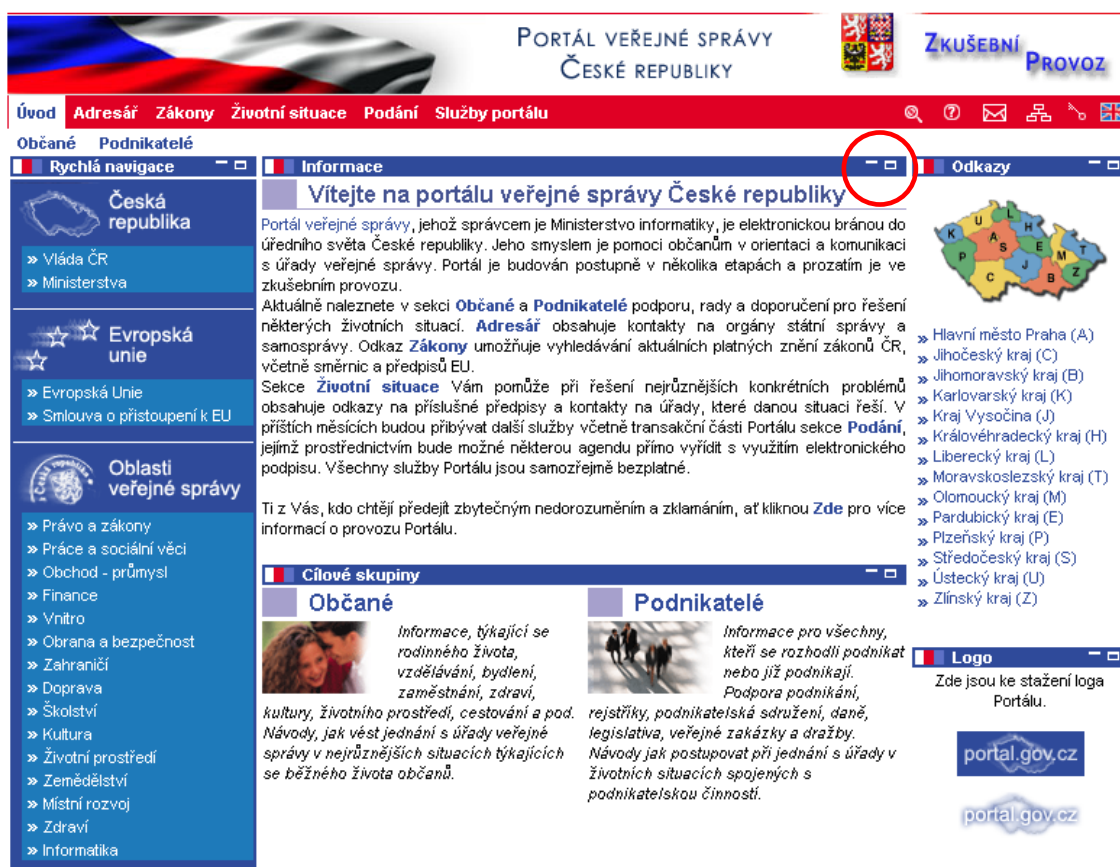 PORTÁL VEŘEJNÉ SPRÁVY
ČESKÉ REPUBLIKY
ZKUŠEBNÍ
PROVOZ
Úvod Adresář Zákony Životní situace Podání Služby portálu
Občané Podnikatelé
Rychlá navigace
Česká
republika
» Vláda ČR
» Ministerstva
Evropská
unie
» Evropská Unie
» Smlouva o přistoupení k EU
Oblasti
veřejné správy
» Právo a zákony
» Práce a sociální věci
» Obchod - průmysl
» Finance
» Vnitro
» Obrana a bezpečnost
» Zahraničí
» Doprava
» Školství
» Kultura
» Životní prostředí
» Zemědělství
» Místní rozvoj
» Zdraví
» Informatika
Informace
Vítejte na portálu veřejné správy České republiky
Portál veřejné správy, jehož správcem je Ministerstvo informatiky, je elektronickou bránou do
úředního světa České republiky. Jeho smyslem je pomoci občanům v orientaci a komunikaci
s úřady veřejné správy. Portál je budován postupně v několika etapách a prozatím je ve
zkušebním provozu.
Aktuálně naleznete v sekci Občané a Podnikatelé podporu, rady a doporučení pro řešení
některých životních situací. Adresář obsahuje kontakty na orgány státní správy a
samosprávy. Odkaz Zákony umožňuje vyhledávání aktuálních platných znění zákonů ČR,
včetně směrnic a předpisů EU.
Sekce Životní situace Vám pomůže při řešení nejrůznějších konkrétních problémů
obsahuje odkazy na příslušné předpisy a kontakty na úřady, které danou situaci řeší. V
příštích měsících budou přibývat další služby včetně transakční části Portálu sekce Podání,
jejímž prostřednictvím bude možné některou agendu přímo vyřídit s využitím elektronického
podpisu. Všechny služby Portálu jsou samozřejmě bezplatné.
Ti z Vás, kdo chtějí předejít zbytečným nedorozuměním a zklamáním, ať kliknou Zde pro více
informací o provozu Portálu.
Cílové skupiny
Občané
Informace, týkající se
rodinného života,
vzdělávání, bydlení,
zaměstnání, zdraví,
kultury, životního prostředí, cestování a pod.
Návody, jak vést jednání s úřady veřejné
správy v nejrůznějších situacích týkajících
se běžného života občanů.
Podnikatelé
Informace pro všechny,
kteří se rozhodli podnikat
nebo již podnikají.
Podpora podnikání,
rejstříky, podnikatelská sdružení, daně,
legislativa, veřejné zakázky a dražby.
Návody jak postupovat při jednání s úřady v
životních situacích spojených s
podnikatelskou činností.
Odkazy
U L H
K A S E T
P M
C J B Z
» Hlavní město Praha (A)
» Jihočeský kraj (C)
» Jihomoravský kraj (B)
» Karlovarský kraj (K)
» Kraj Vysočina (J)
» Královéhradecký kraj (H)
» Liberecký kraj (L)
» Moravskoslezský kraj (T)
» Olomoucký kraj (M)
» Pardubický kraj (E)
» Plzeňský kraj (P)
» Středočeský kraj (S)
» Ústecký kraj (U)
» Zlínský kraj (Z)
Logo
Zde jsou ke stažení loga
Portálu.
portal.gov.cz
portal.gov.cz